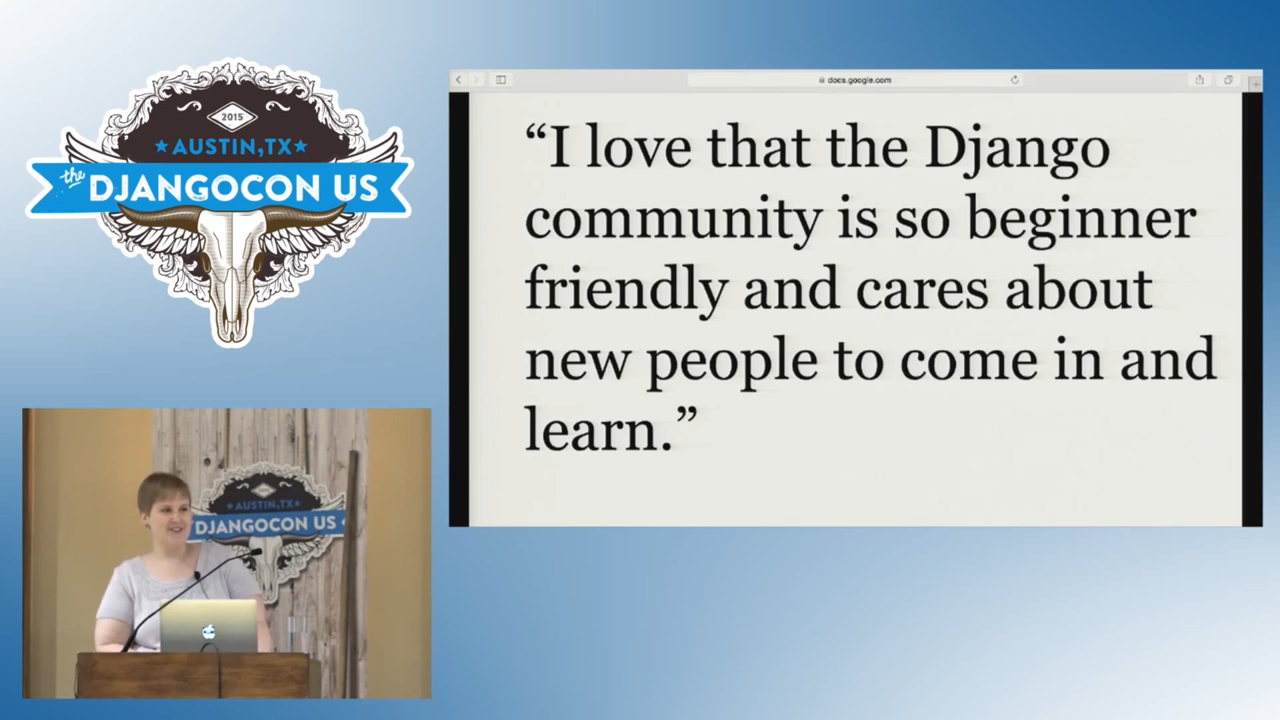 2015
AUSTIN,TX
the
DJANGOCON US
docs.google.com
“I love that the Django
community is so beginner
friendly and cares about
new people to come in and
learn.”
AUSTIN,TX
DJANGOCON US